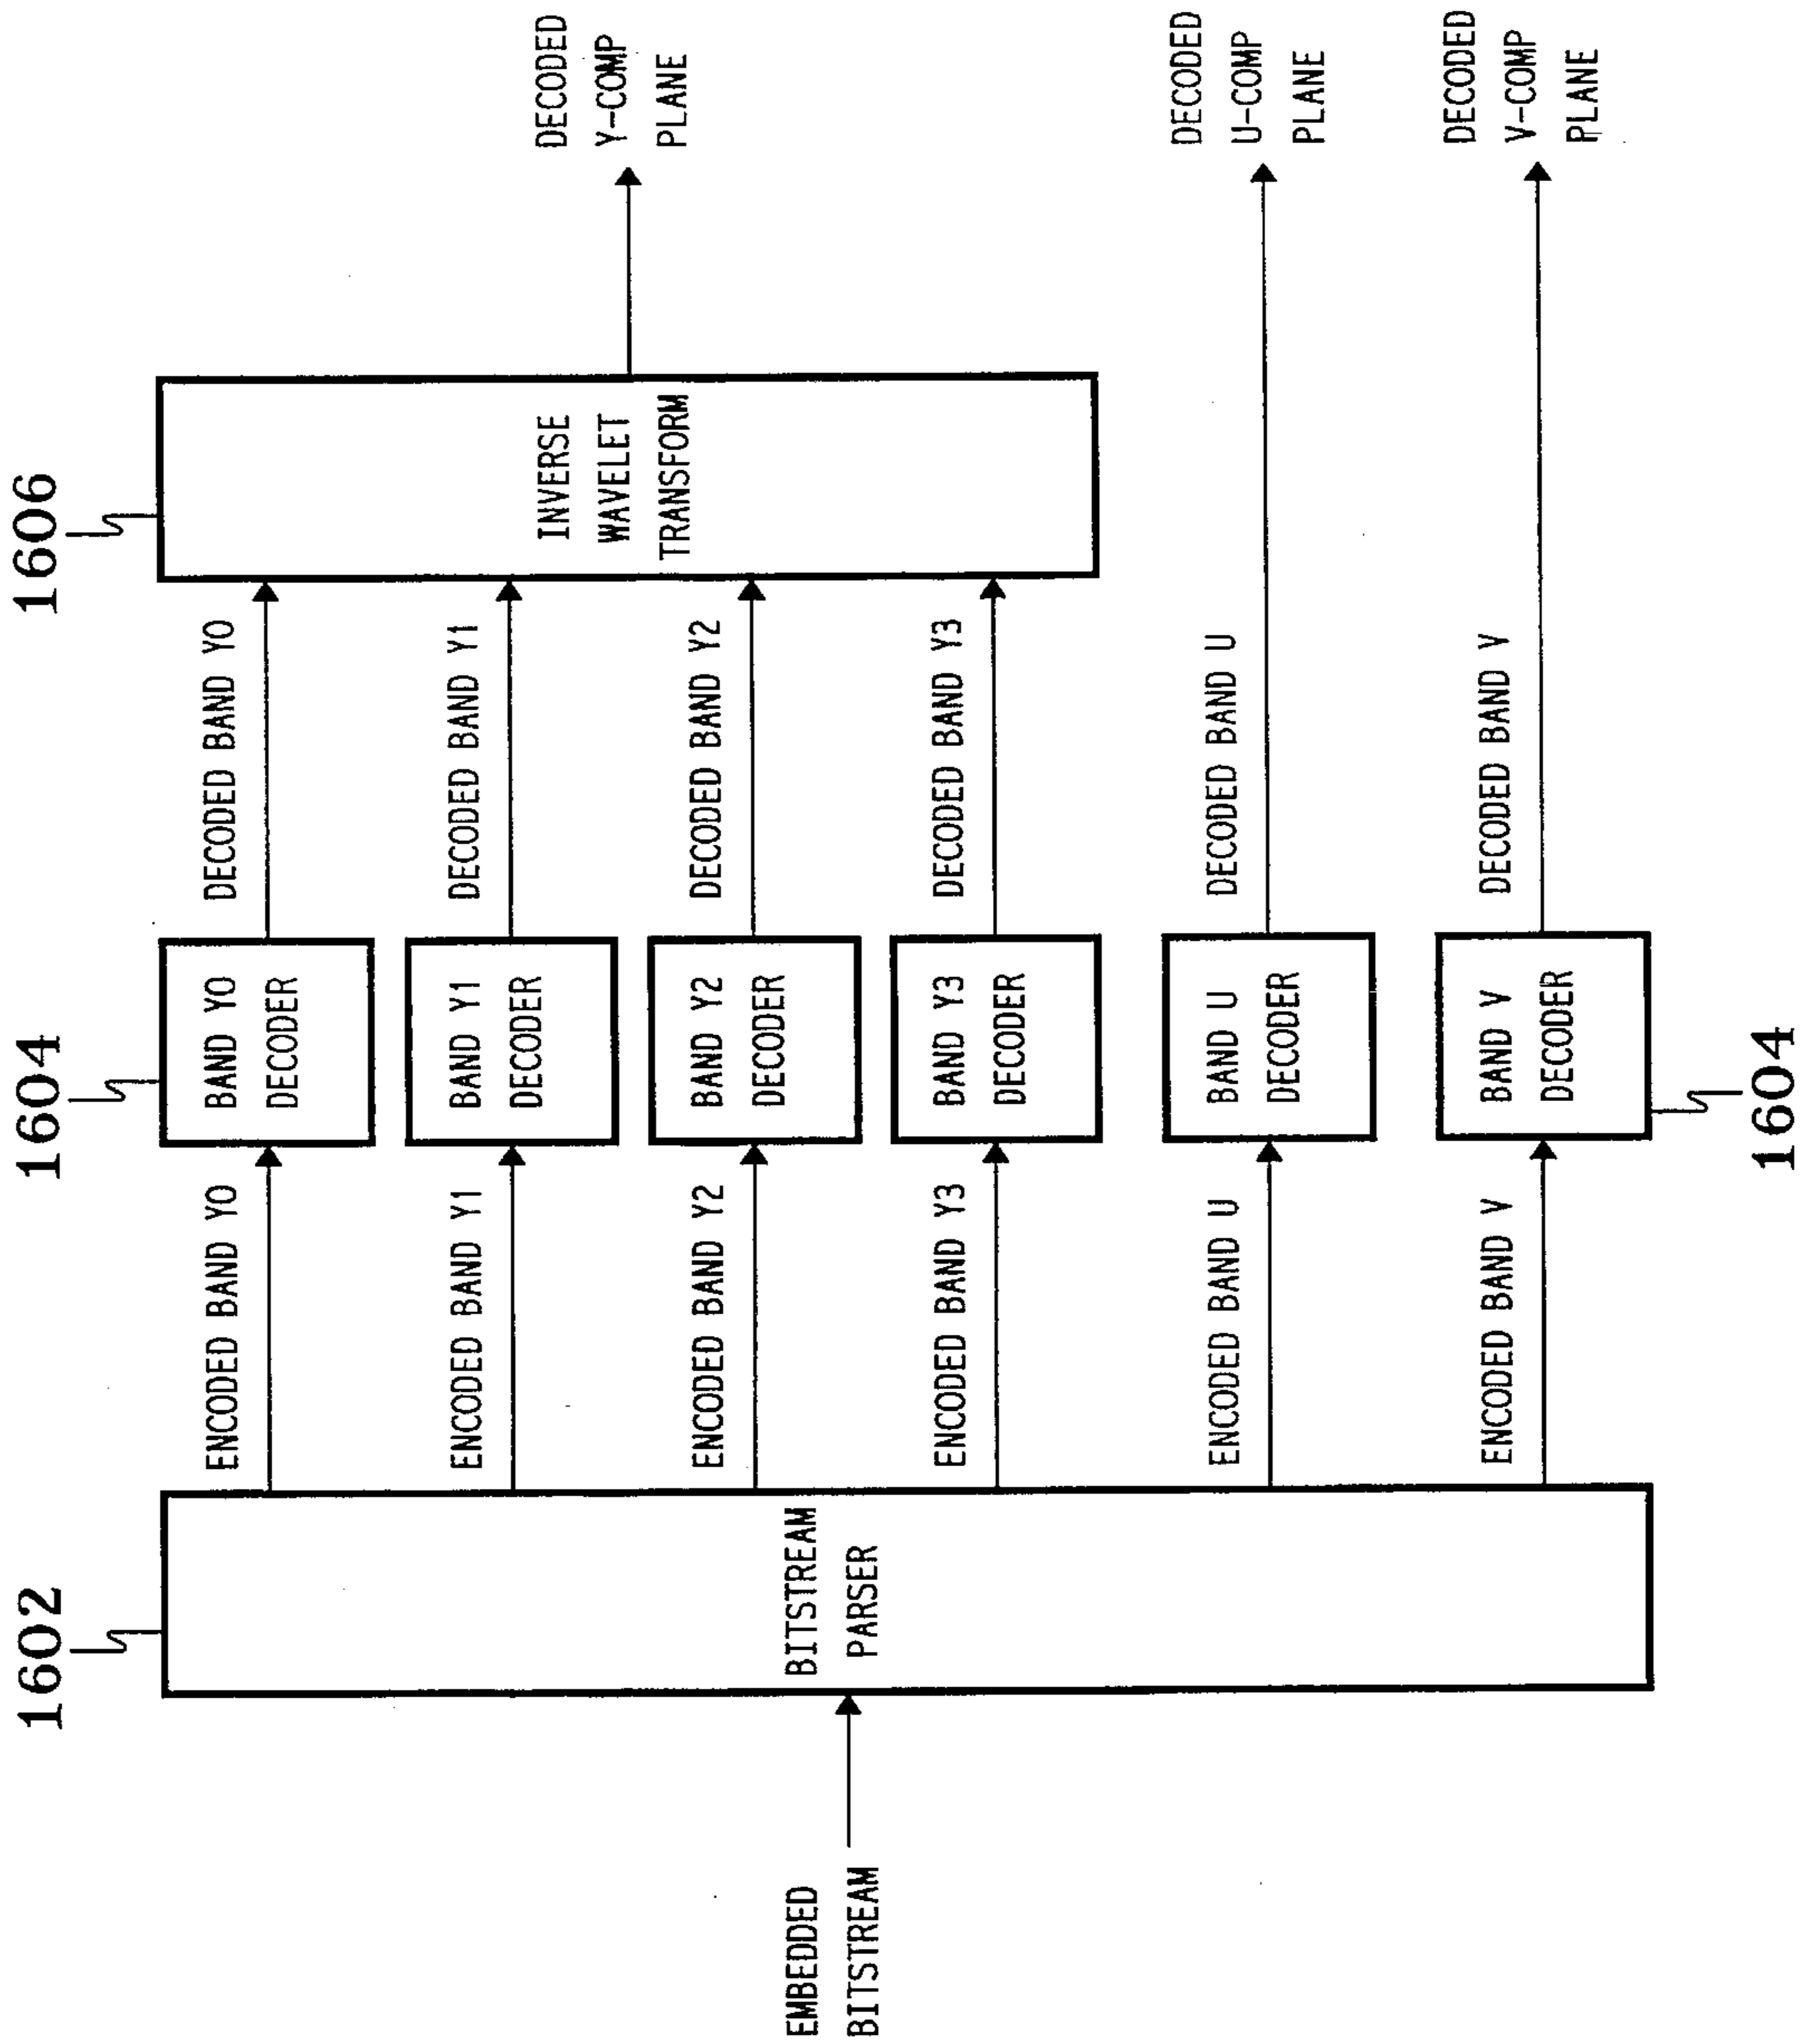 1602
1604
1606
EMBEDDED
BITSTREAM
BITSTREAM
PARSER
ENCODED BAND Y0
BAND Y0
DECODER
DECODED BAND Y0
ENCODED BAND Y1
BAND Y1
DECODER
DECODED BAND Y1
ENCODED BAND Y2
BAND Y2
DECODER
DECODED BAND Y2
ENCODED BAND Y3
BAND Y3
DECODER
DECODED BAND Y3
INVERSE
WAVELET
TRANSFORM
DECODED
Y-COMP
PLANE
ENCODED BAND U
BAND U
DECODER
DECODED BAND U
DECODED
U-COMP
PLANE
ENCODED BAND V
BAND V
DECODER
DECODED BAND V
DECODED
V-COMP
PLANE
1604